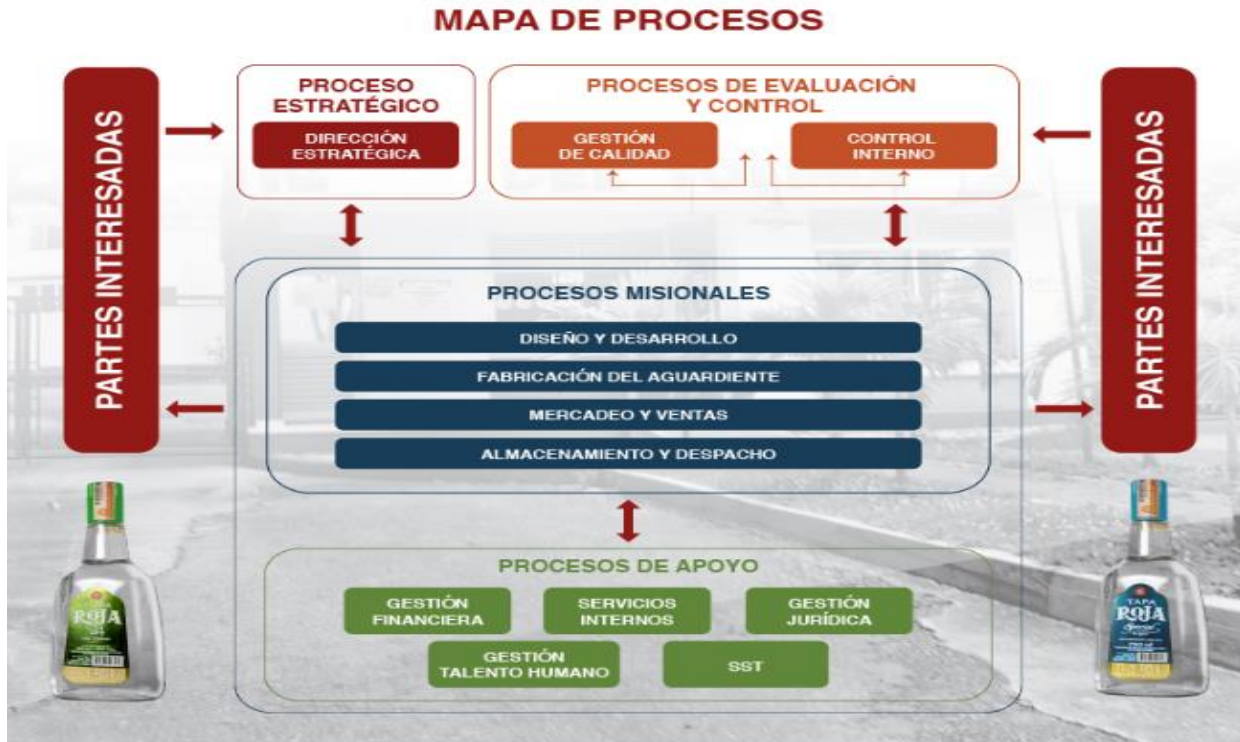 MAPA DE PROCESOS
PARTES INTERESADAS
PROCESO
ESTRATÉGICO
DIRECCIÓN
ESTRATÉGICA
PROCESOS DE EVALUACIÓN
Y CONTROL
GESTIÓN
DE CALIDAD
CONTROL
INTERNO
PARTES INTERESADAS
PROCESOS MISIONALES
DISEÑO Y DESARROLLO
FABRICACIÓN DEL AGUARDIENTE
MERCADEO Y VENTAS
ALMACENAMIENTO Y DESPACHO
PROCESOS DE APOYO
GESTIÓN
FINANCIERA
SERVICIOS
INTERNOS
GESTIÓN
JURÍDICA
GESTIÓN
TALENTO HUMANO
SST
ROJA
TAPA
ROJA
Special